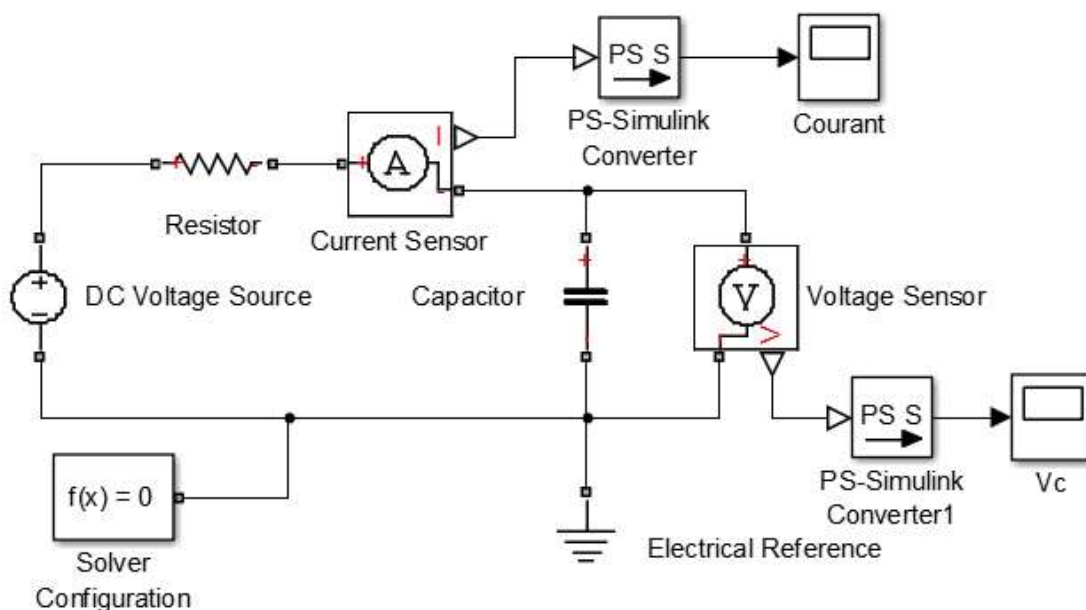 PS S
PS-Simulink
Converter
Courant
I
A
Resistor
Current Sensor
DC Voltage Source
Capacitor
V
V
Voltage Sensor
PS S
PS-Simulink
Converter1
Vc
f(x) = 0
Solver
Configuration
Electrical Reference